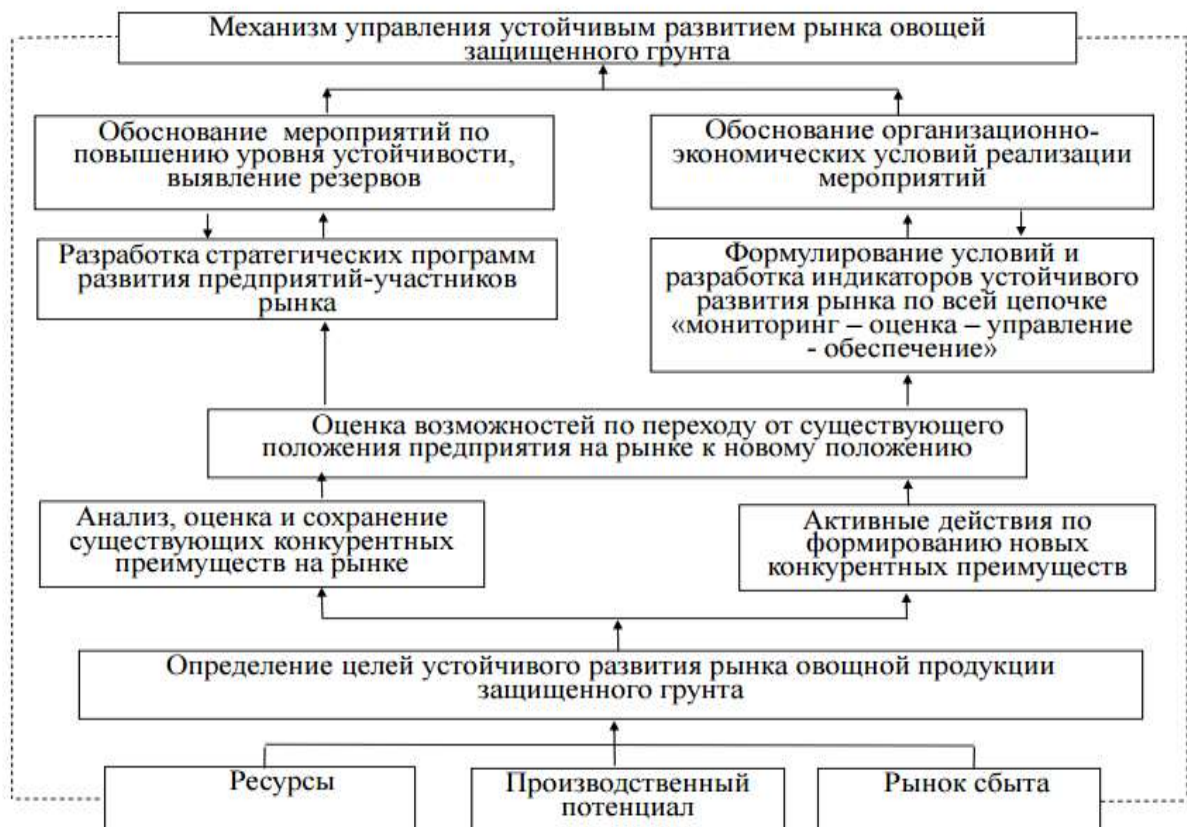 Механизм управления устойчивым развитием рынка овощей
защищенного грунта
Обоснование мероприятий по
повышению уровня устойчивости,
выявление резервов
Обоснование организационно-
экономических условий реализации
мероприятий
Разработка стратегических программ
развития предприятий-участников
рынка
Формулирование условий и
разработка индикаторов устойчивого
развития рынка по всей цепочке
«мониторинг – оценка – управление
- обеспечение»
Оценка возможностей по переходу от существующего
положения предприятия на рынке к новому положению
Анализ, оценка и сохранение
существующих конкурентных
преимуществ на рынке
Активные действия по
формированию новых
конкурентных преимуществ
Определение целей устойчивого развития рынка овощной продукции
защищенного грунта
Ресурсы
Производственный
потенциал
Рынок сбыта